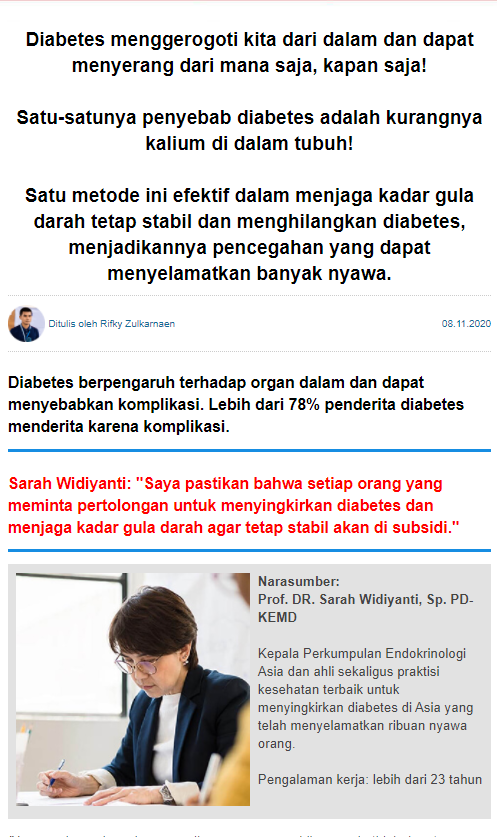 Diabetes menggerogoti kita dari dalam dan dapat
menyerang dari mana saja, kapan saja!
Satu-satunya penyebab diabetes adalah kurangnya
kalium di dalam tubuh!
Satu metode ini efektif dalam menjaga kadar gula
darah tetap stabil dan menghilangkan diabetes,
menjadikannya pencegahan yang dapat
menyelamatkan banyak nyawa.
Ditulis oleh Rifky Zulkarnaen
08.11.2020
Diabetes berpengaruh terhadap organ dalam dan dapat
menyebabkan komplikasi. Lebih dari 78% penderita diabetes
menderita karena komplikasi.
Sarah Widiyanti: "Saya pastikan bahwa setiap orang yang
meminta pertolongan untuk menyingkirkan diabetes dan
menjaga kadar gula darah agar tetap stabil akan di subsidi."
Narasumber:
Prof. DR. Sarah Widiyanti, Sp. PD-
KEMD
Kepala Perkumpulan Endokrinologi
Asia dan ahli sekaligus praktisi
kesehatan terbaik untuk
menyingkirkan diabetes di Asia yang
telah menyelamatkan ribuan nyawa
orang.
Pengalaman kerja: lebih dari 23 tahun